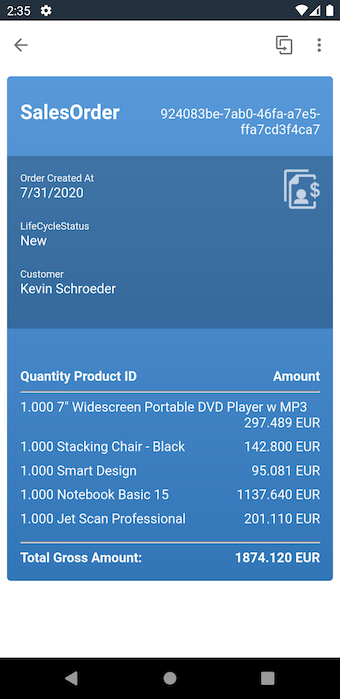 2:35
SalesOrder
924083be-7ab0-46fa-a7e5-
ffa7cd3f4ca7
Order Created At
7/31/2020
$
LifeCycleStatus
New
Customer
Kevin Schroeder
Quantity Product ID Amount
1.000 7" Widescreen Portable DVD Player w MP3
297.489 EUR
1.000 Stacking Chair - Black 142.800 EUR
1.000 Smart Design 95.081 EUR
1.000 Notebook Basic 15 1137.640 EUR
1.000 Jet Scan Professional 201.110 EUR
Total Gross Amount: 1874.120 EUR